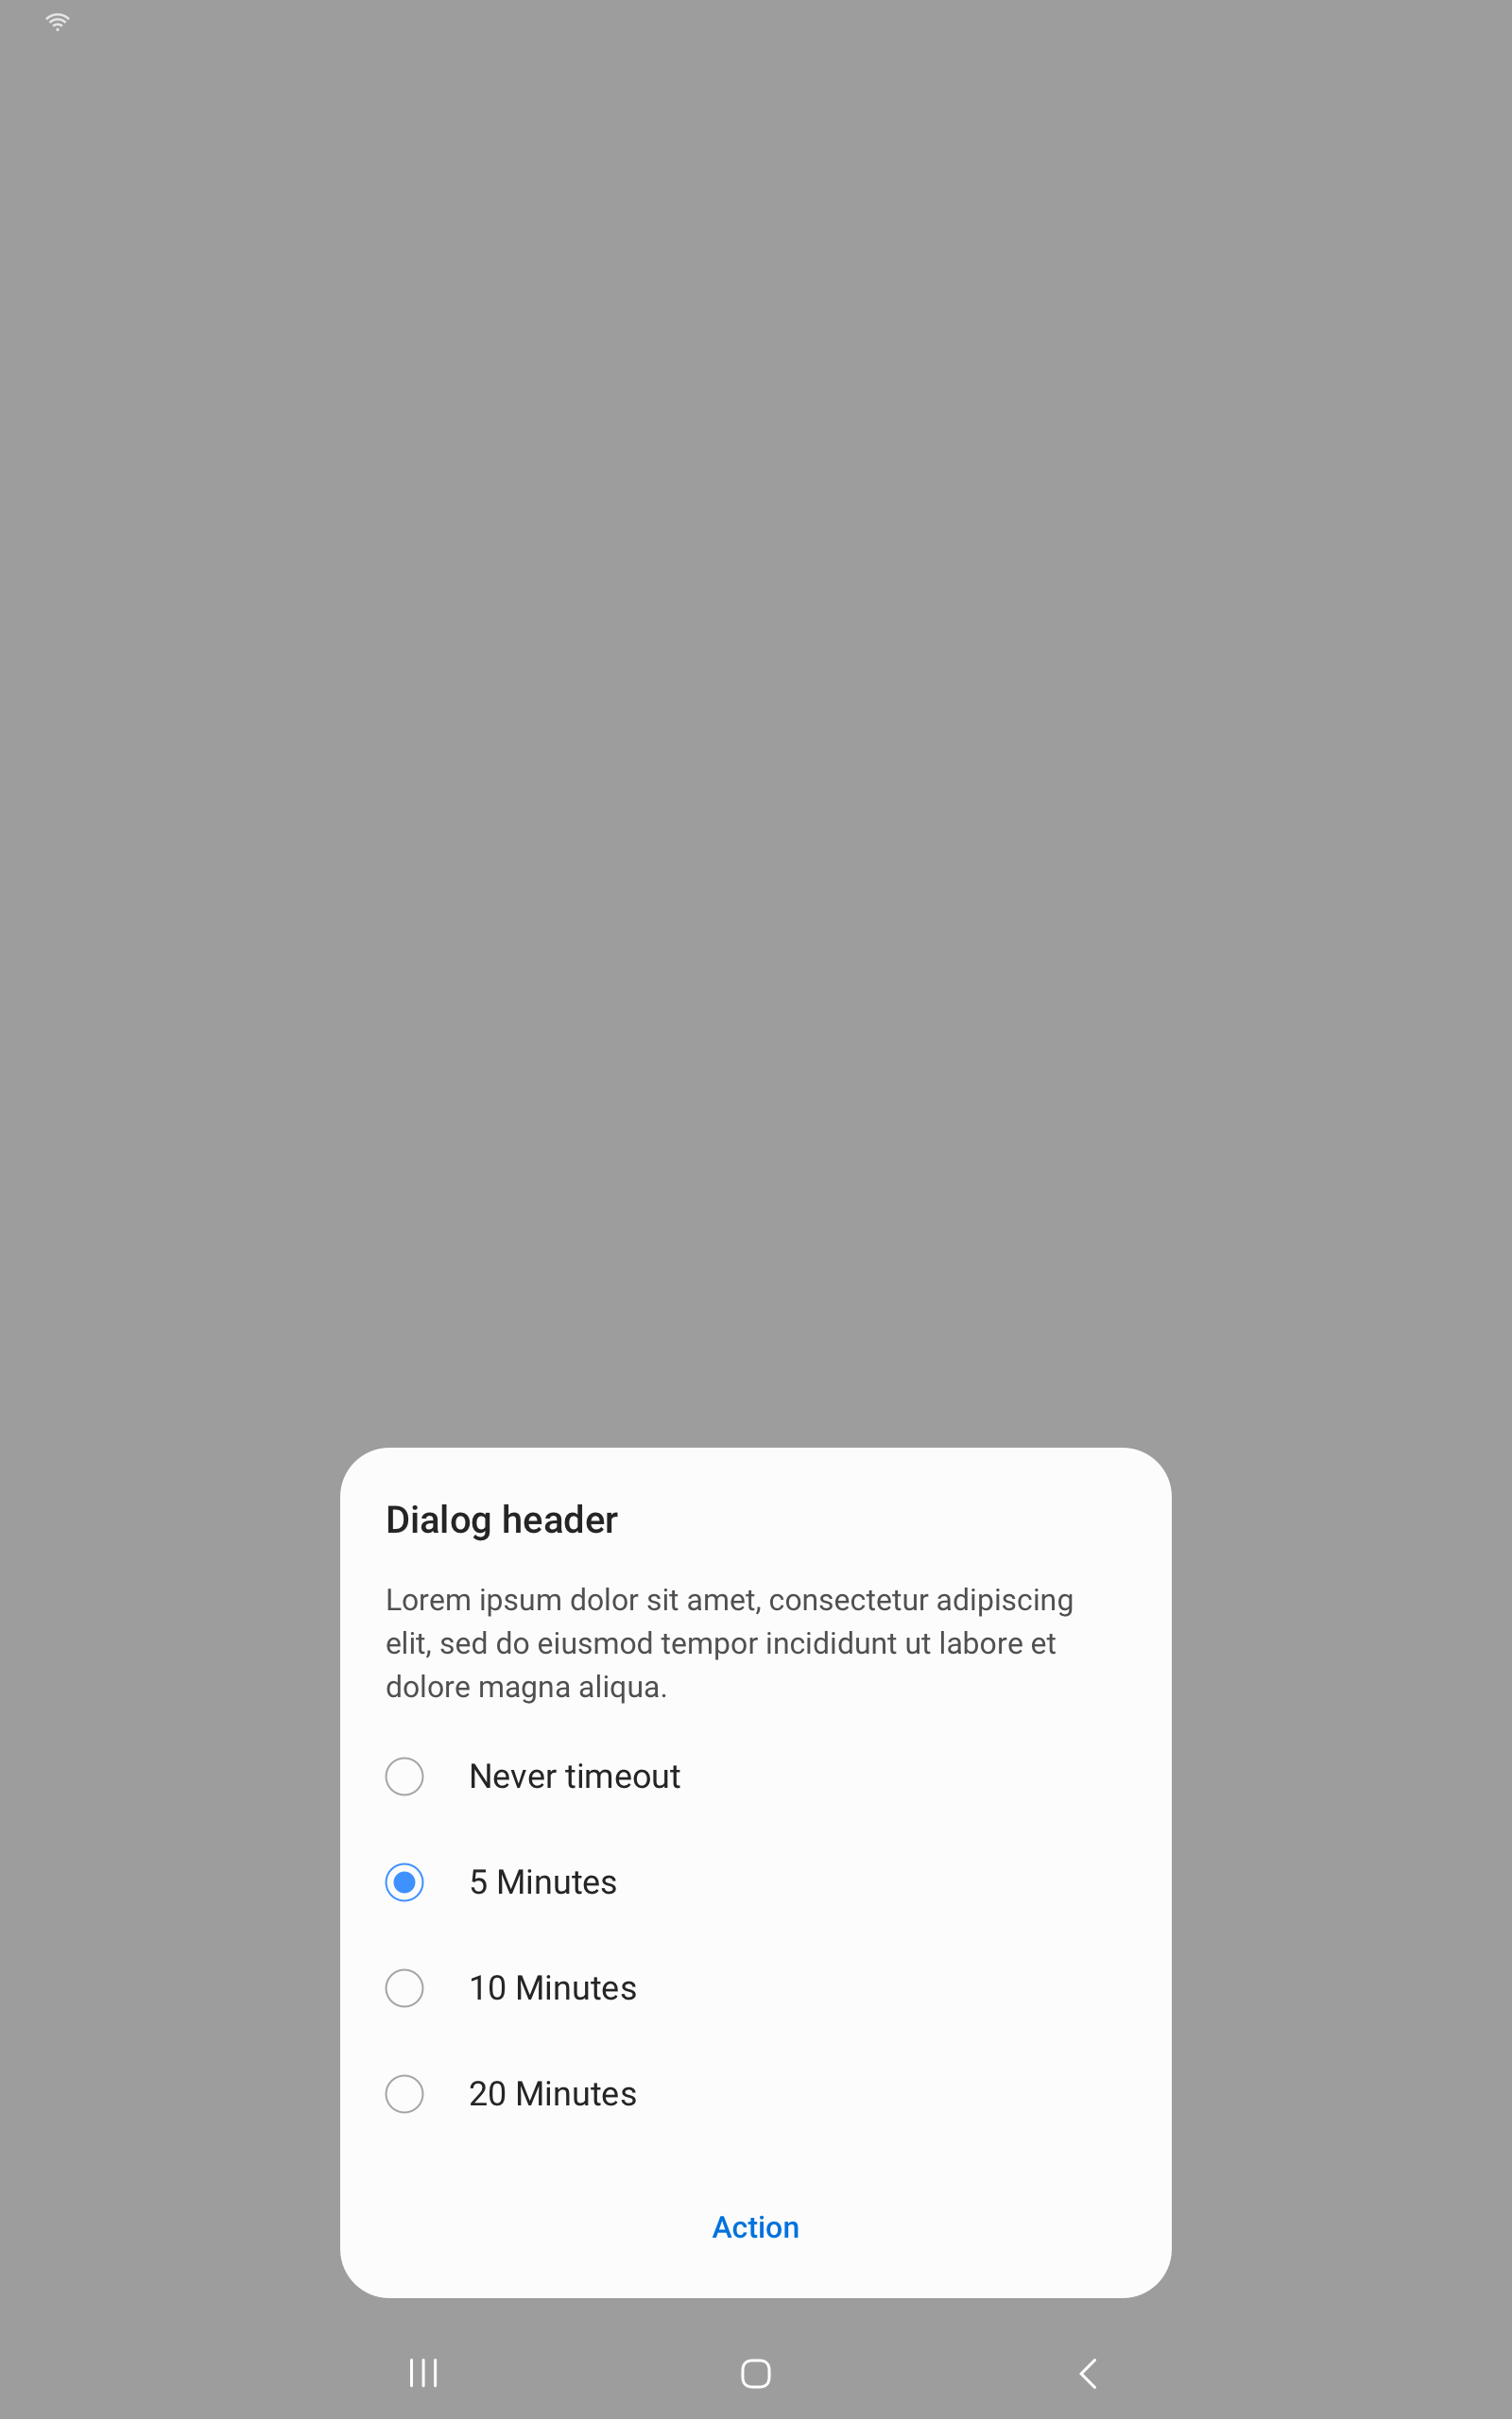 Dialog header
Lorem ipsum dolor sit amet, consectetur adipiscing
elit, sed do eiusmod tempor incididunt ut labore et
dolore magna aliqua.
Never timeout
5 Minutes
10 Minutes
20 Minutes
Action